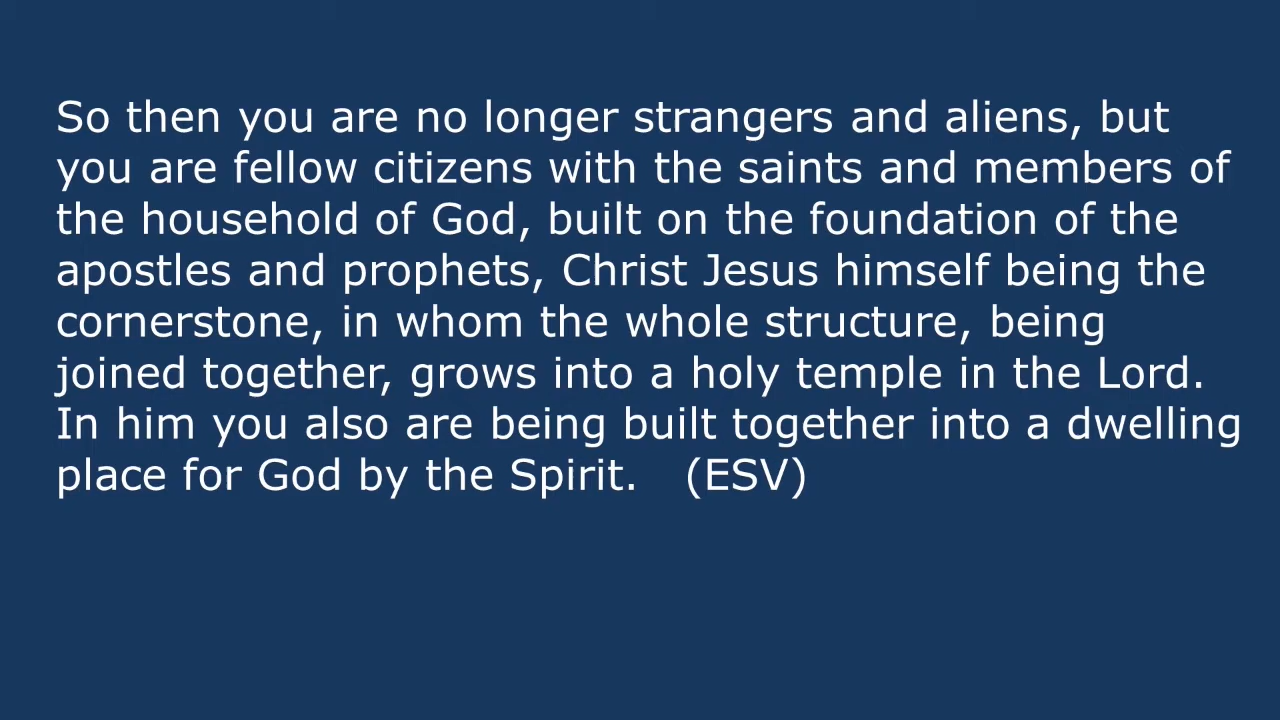 So then you are no longer strangers and aliens, but
you are fellow citizens with the saints and members of
the household of God, built on the foundation of the
apostles and prophets, Christ Jesus himself being the
cornerstone, in whom the whole structure, being
joined together, grows into a holy temple in the Lord.
In him you also are being built together into a dwelling
place for God by the Spirit.   (ESV)